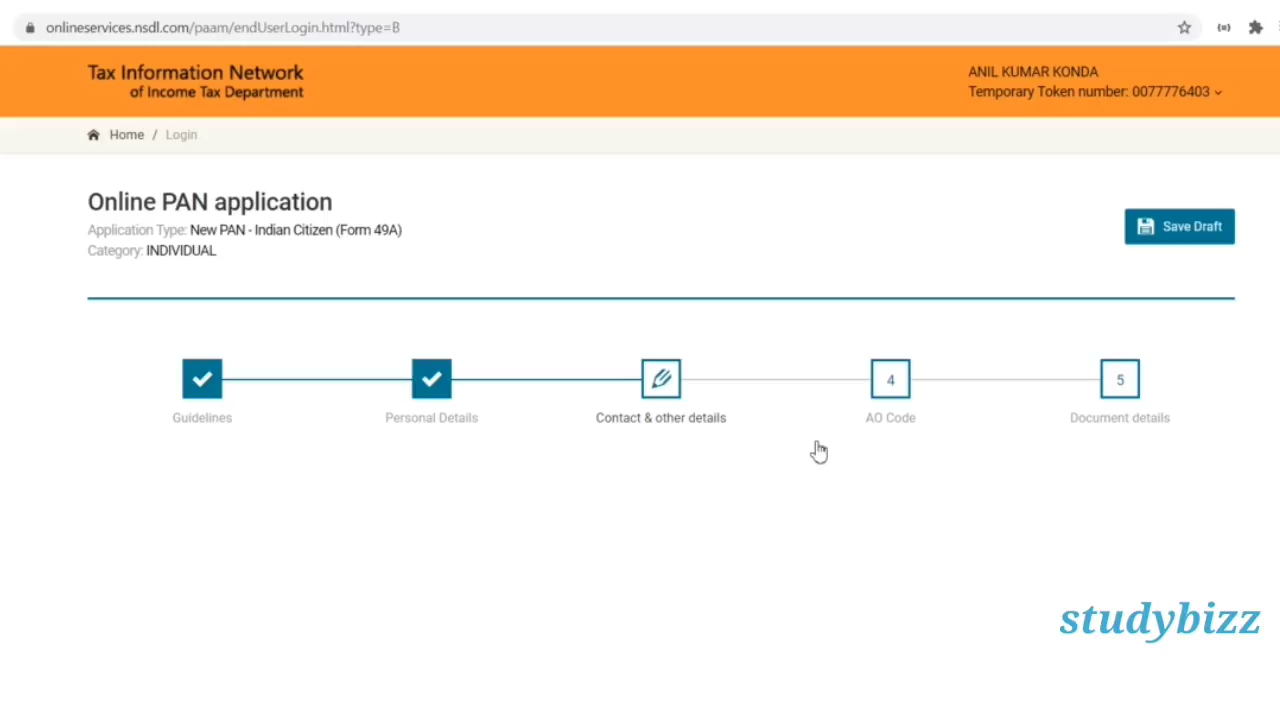 onlineservices.nsdl.com/paam/endUserLogin.html?type=B
Tax Information Network
of Income Tax Department
ANIL KUMAR KONDA
Temporary Token number: 0077776403
Home / Login
Online PAN application
Application Type: New PAN - Indian Citizen (Form 49A)
Category: INDIVIDUAL
Save Draft
4
5
Guidelines
Personal Details
Contact & other details
AO Code
Document details
studybizz